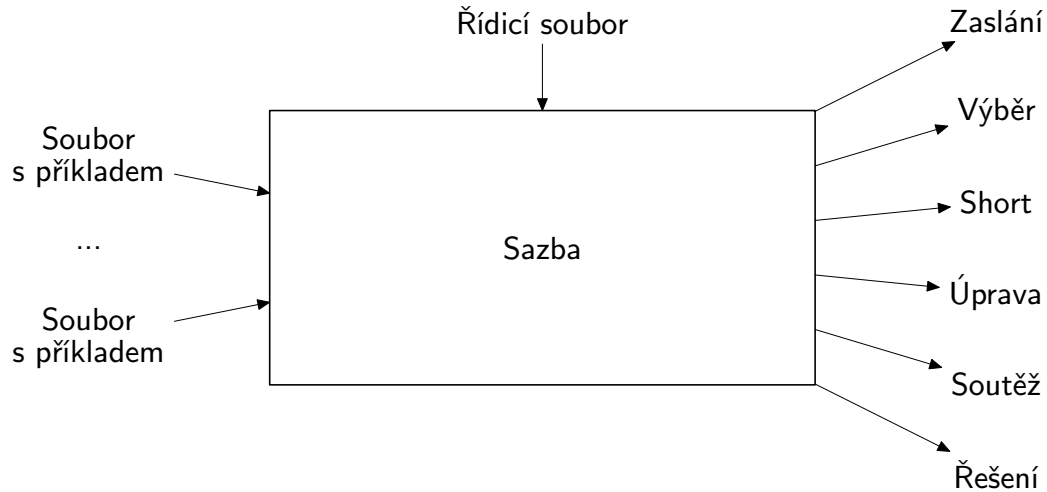 Řídicí soubor
Zaslání
Výběr
Soubor
s příkladem
Short
...
Sazba
Úprava
Soubor
s příkladem
Soutěž
Řešení